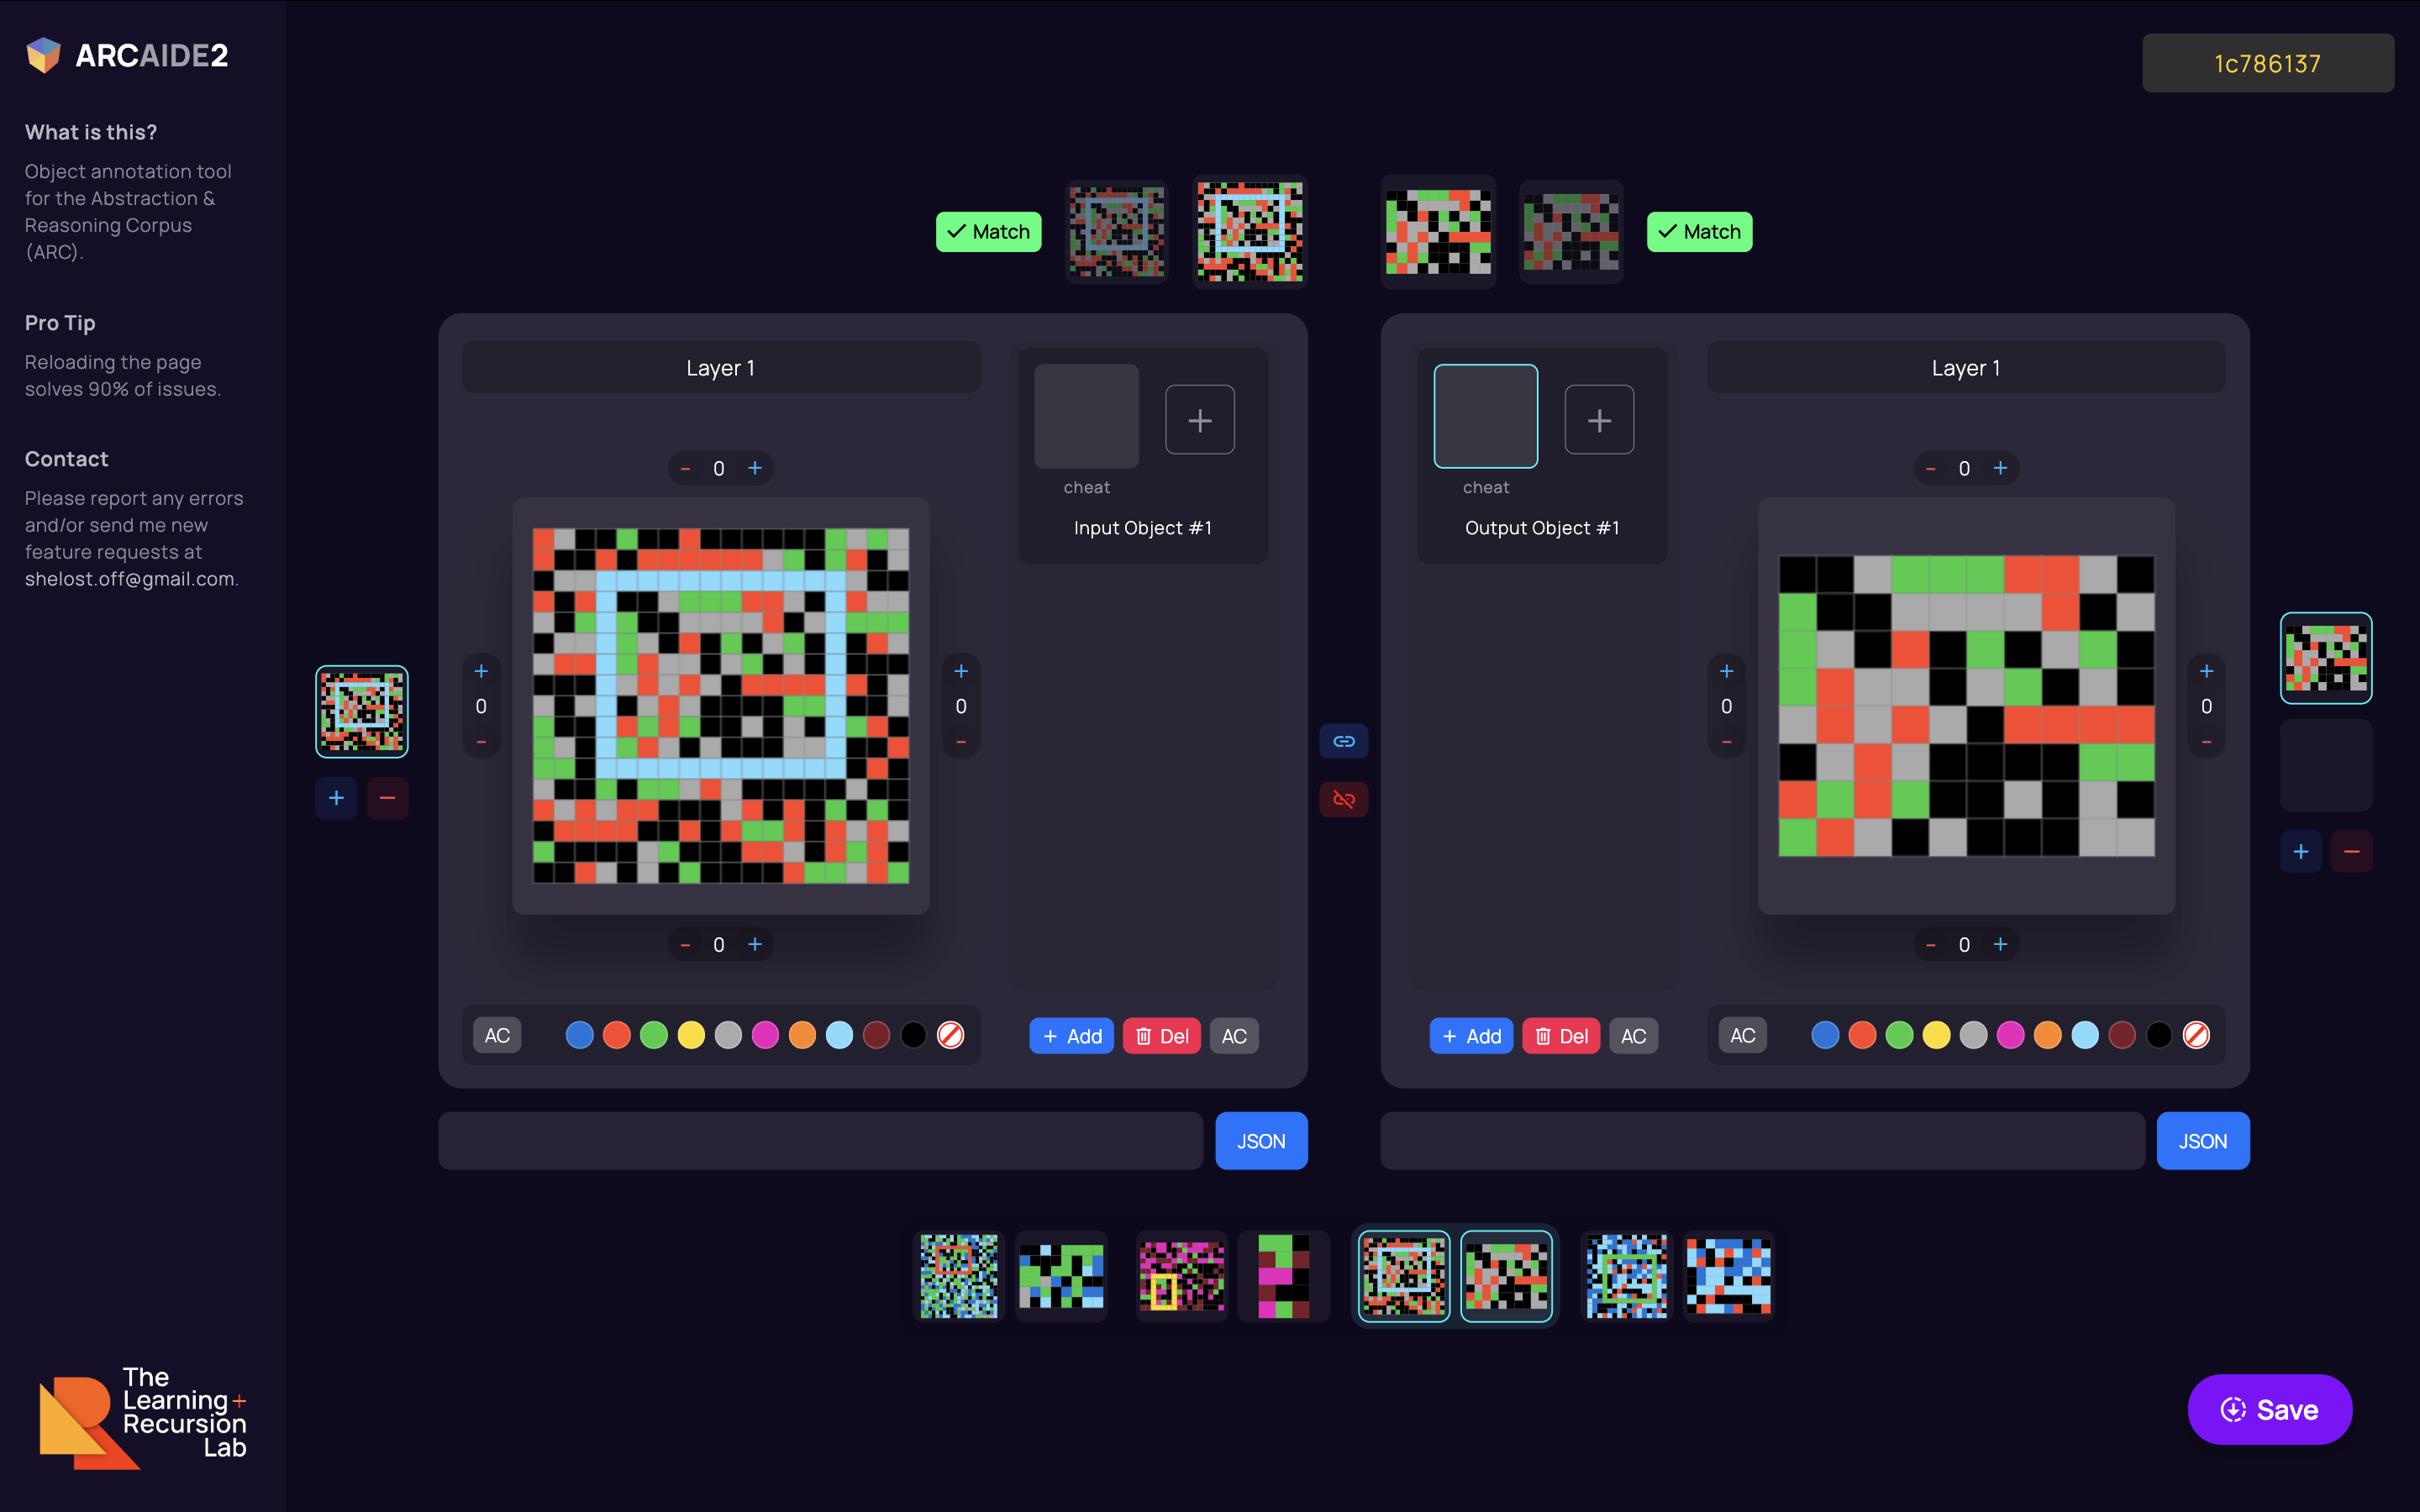 ARCAIDE2
What is this?
Object annotation tool
for the Abstraction &
Reasoning Corpus
(ARC).
Pro Tip
Reloading the page
solves 90% of issues.
Contact
Please report any errors
and/or send me new
feature requests at
shelost.off@gmail.com.
The
Learning+
Recursion
Lab
1c786137
Match
Match
Layer 1
- 0 +
+
0
-
+
0
-
- 0 +
AC
+
cheat
Input Object #1
+ Add
Del
AC
+
cheat
Output Object #1
+ Add
Del
AC
Layer 1
- 0 +
+
0
-
+
0
-
- 0 +
AC
+ -
+ -
JSON
JSON
Save